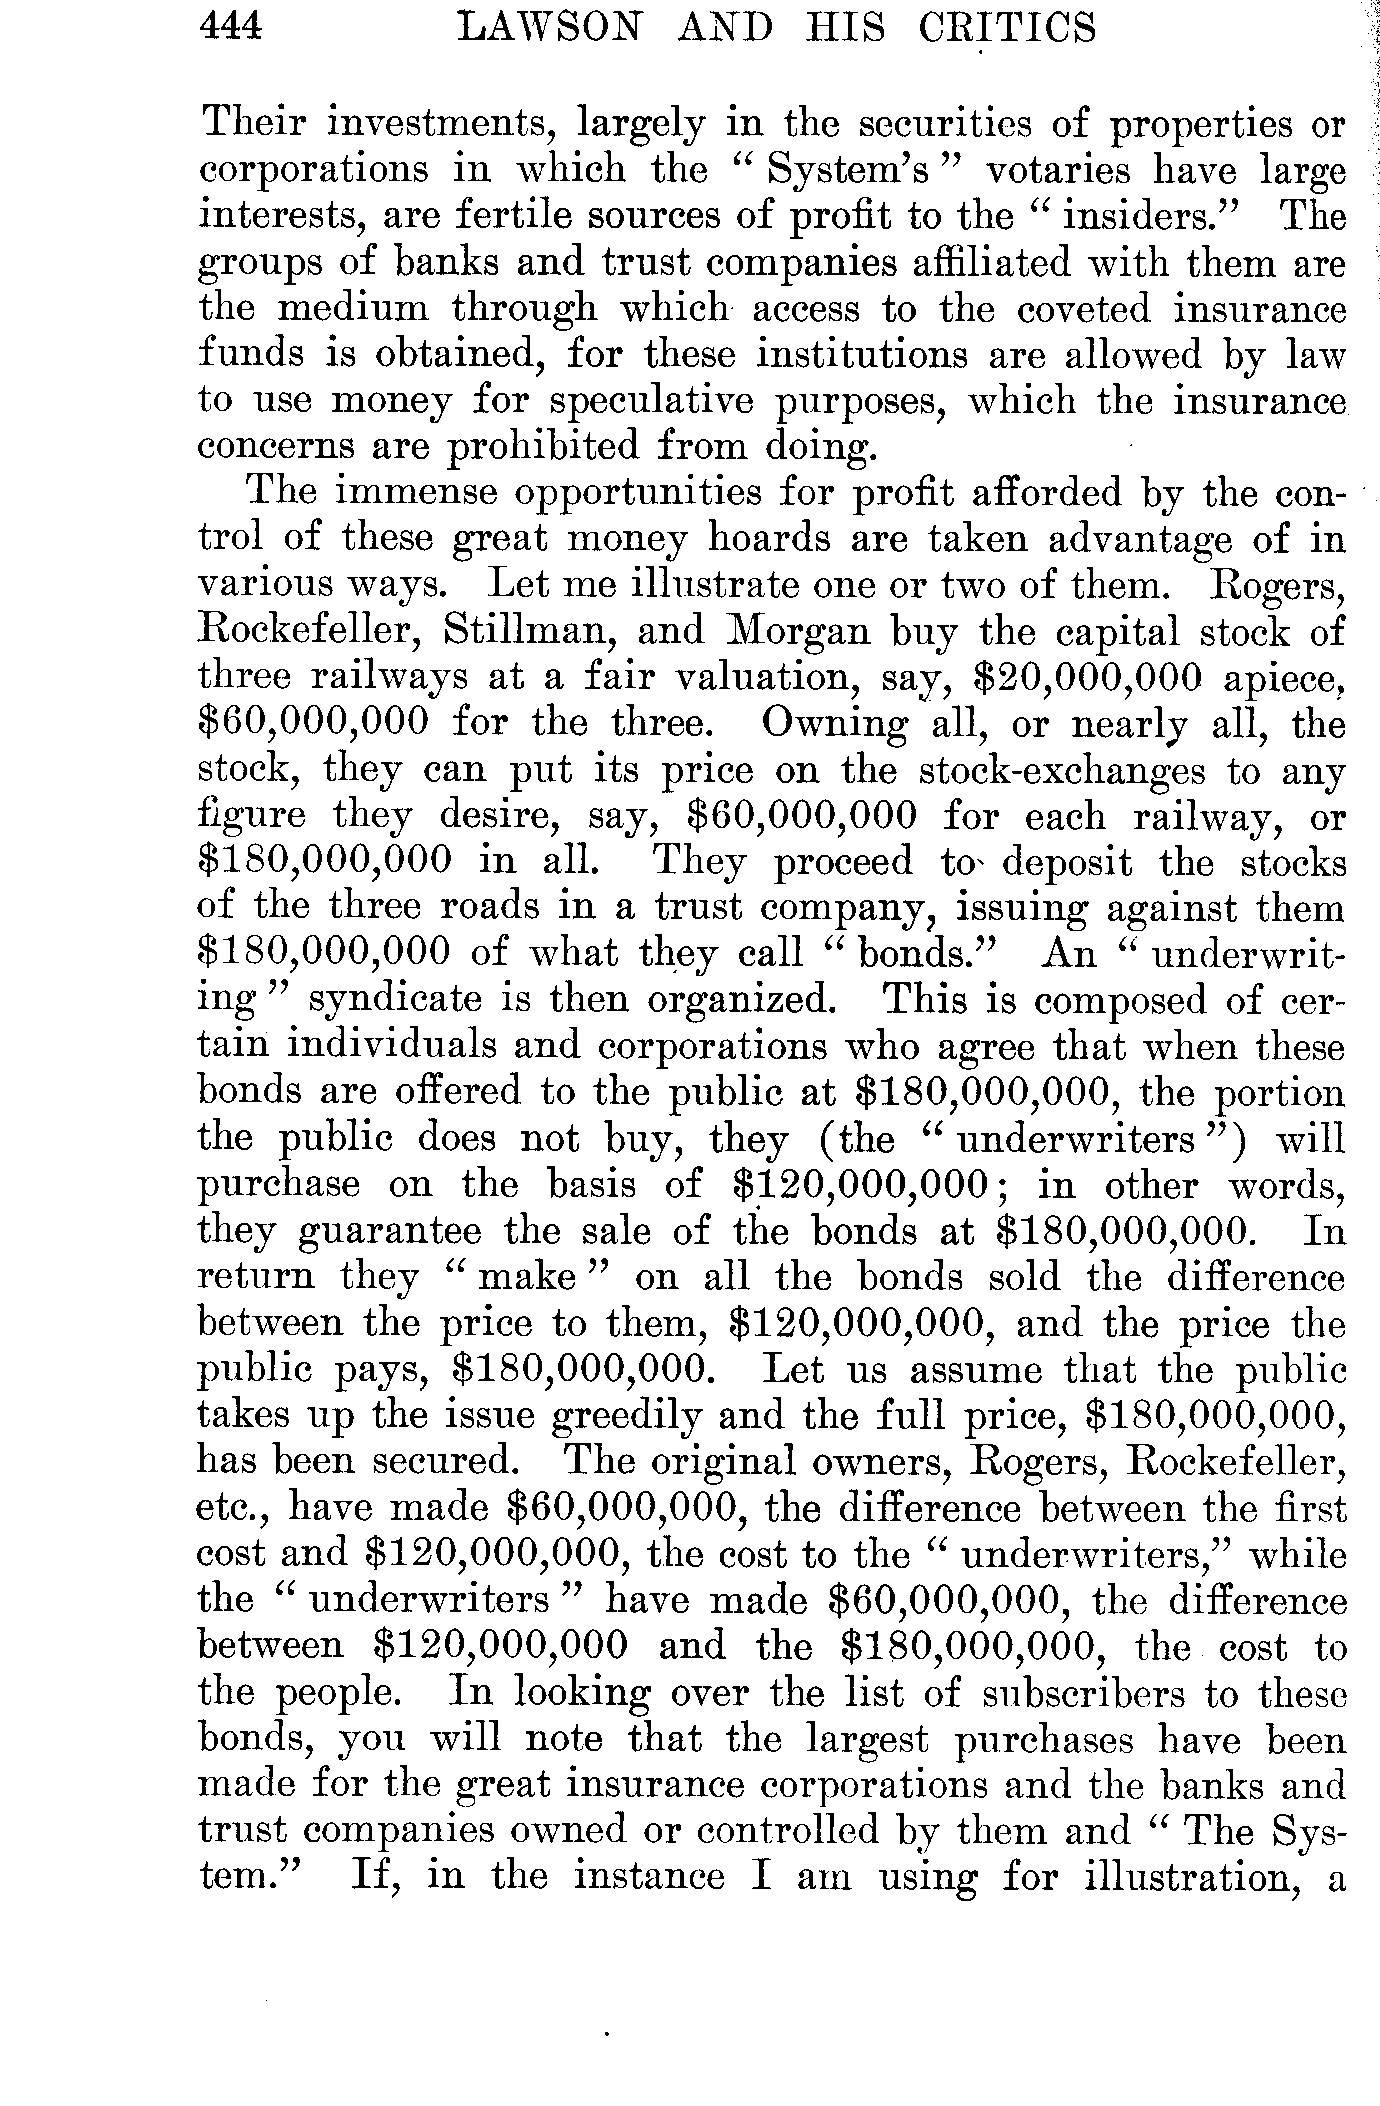 444 LAWSON AND HIS CRITICS
Their investments, largely in the securities of properties or
corporations in which the “ System’s ” votaries have large
interests, are fertile sources of profit to the “ insiders.” The
groups of banks and trust companies affiliated with them are
the medium through which access to the coveted insurance
funds is obtained, for these institutions are allowed by law
to use money for speculative purposes, which the insurance
concerns are prohibited from doing.
The immense opportunities for profit afforded by the con-
trol of these great money hoards are taken advantage of in
various ways. Let me illustrate one or two of them. Rogers,
Rockefeller, Stillman, and Morgan buy the capital stock of
three railways at a fair valuation, say, $20,000,000 apiece,
$60,000,000 for the three. Owning all, or nearly all, the
stock, they can put its price on the stock-exchanges to any
figure they desire, say, $60,000,000 for each railway, or
$180,000,000 in all. They proceed to deposit the stocks
of the three roads in a trust company, issuing against them
$180,000,000 of what they call “ bonds.” An “ underwrit-
ing ” syndicate is then organized. This is composed of cer-
tain individuals and corporations who agree that when these
bonds are offered to the public at $180,000,000, the portion
the public does not buy, they (the “ underwriters ”) will
purchase on the basis of $120,000,000; in other words,
they guarantee the sale of the bonds at $180,000,000. In
return they “ make ” on all the bonds sold the difference
between the price to them, $120,000,000, and the price the
public pays, $180,000,000. Let us assume that the public
takes up the issue greedily and the full price, $180,000,000,
has been secured. The original owners, Rogers, Rockefeller,
etc., have made $60,000,000, the difference between the first
cost and $120,000,000, the cost to the “ underwriters,” while
the “ underwriters ” have made $60,000,000, the difference
between $120,000,000 and the $180,000,000, the cost to
the people. In looking over the list of subscribers to these
bonds, you will note that the largest purchases have been
made for the great insurance corporations and the banks and
trust companies owned or controlled by them and “ The Sys-
tem.” If, in the instance I am using for illustration, a